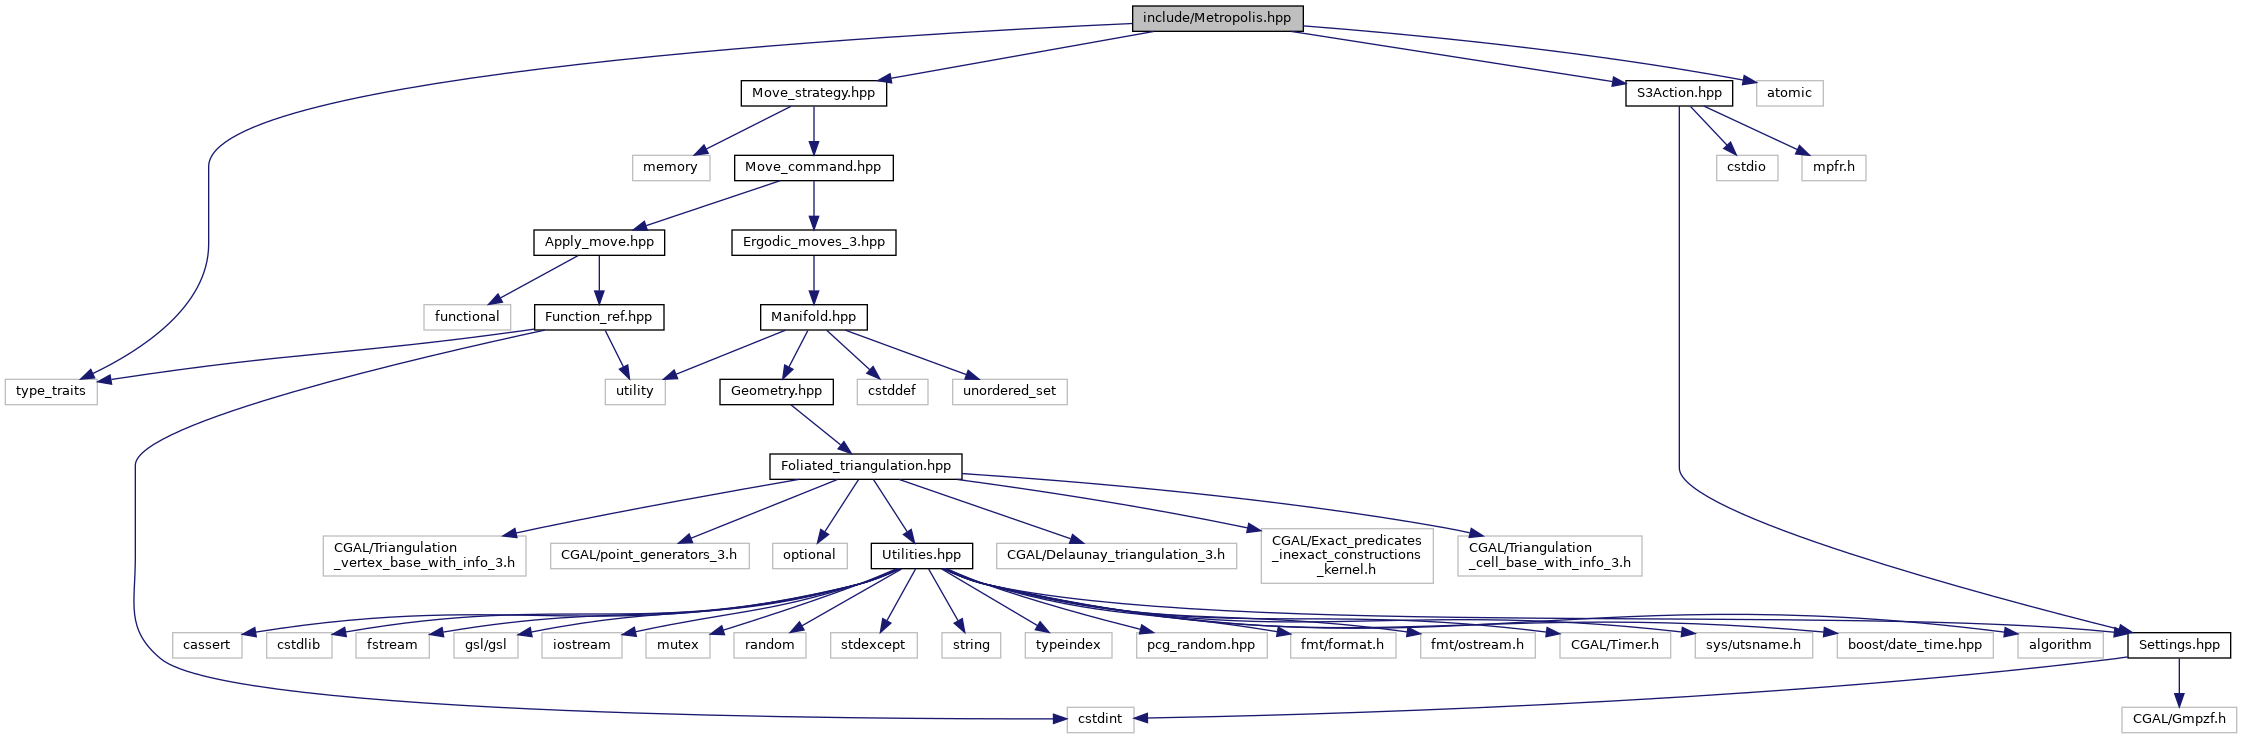 include/Metropolis.hpp
Move_strategy.hpp
S3Action.hpp
atomic
memory
Move_command.hpp
cstdio
mpfr.h
Apply_move.hpp
Ergodic_moves_3.hpp
functional
Function_ref.hpp
Manifold.hpp
type_traits
utility
Geometry.hpp
cstddef
unordered_set
Foliated_triangulation.hpp
CGAL/Triangulation
_vertex_base_with_info_3.h
CGAL/point_generators_3.h
optional
Utilities.hpp
CGAL/Delaunay_triangulation_3.h
CGAL/Exact_predicates
_inexact_constructions
_kernel.h
CGAL/Triangulation
_cell_base_with_info_3.h
cassert
cstdlib
fstream
gsl/gsl
iostream
mutex
random
stdexcept
string
typeindex
pcg_random.hpp
fmt/format.h
fmt/ostream.h
CGAL/Timer.h
sys/utsname.h
boost/date_time.hpp
algorithm
Settings.hpp
cstdint
CGAL/Gmpzf.h